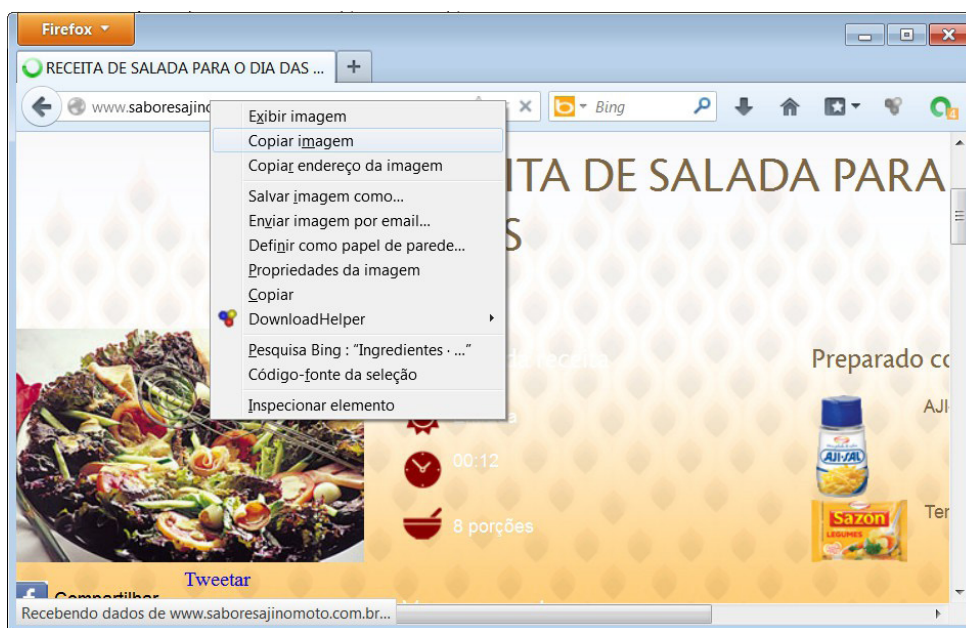 Firefox
RECEITA DE SALADA PARA O DIA DAS ...
www.saboresajino
Bing
4
Exibir imagem
Copiar imagem
Copiar endereço da imagem
Salvar imagem como...
Enviar imagem por email...
Definir como papel de parede...
Propriedades da imagem
Copiar
DownloadHelper
Pesquisa Bing : "Ingredientes · ..."
Código-fonte da seleção
Inspecionar elemento
ITA DE SALADA PARA
S
receita
Preparado co
AJI-
AJI-SAL
00:12
8 porções
Sazón
LEGUMES
Ter
Tweetar
f Compartilhar
Recebendo dados de www.saboresajinomoto.com.br...